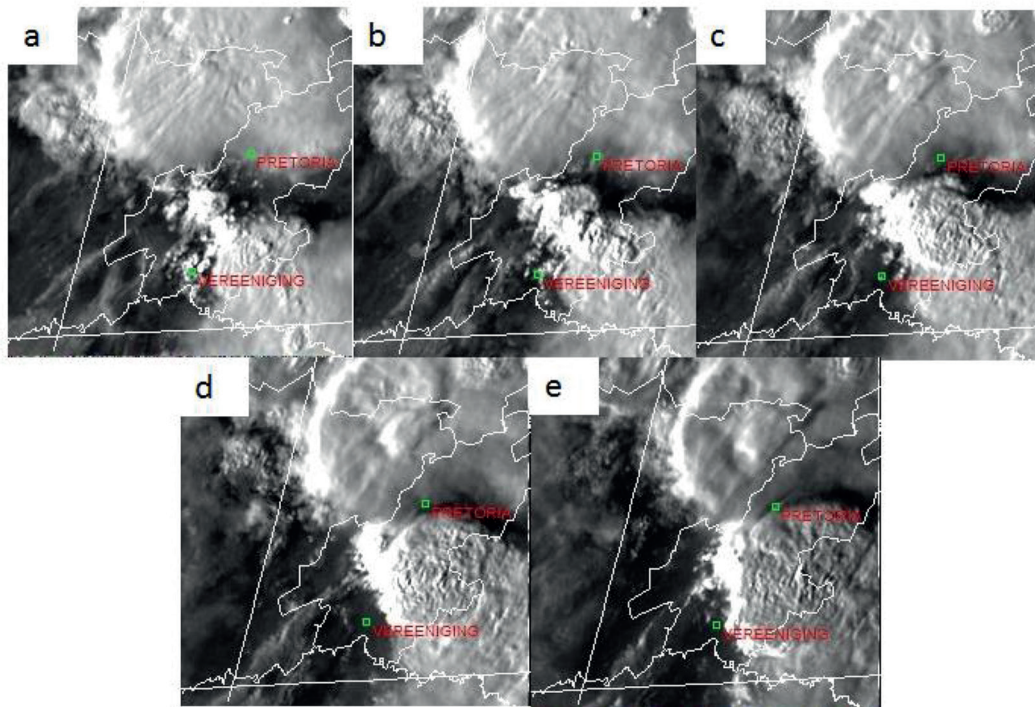 a
b
c
PRETORIA
PRETORIA
PRETORIA
VEREENIGING
VEREENIGING
VEREENIGING
d
e
PRETORIA
PRETORIA
VEREENIGING
VEREENIGING